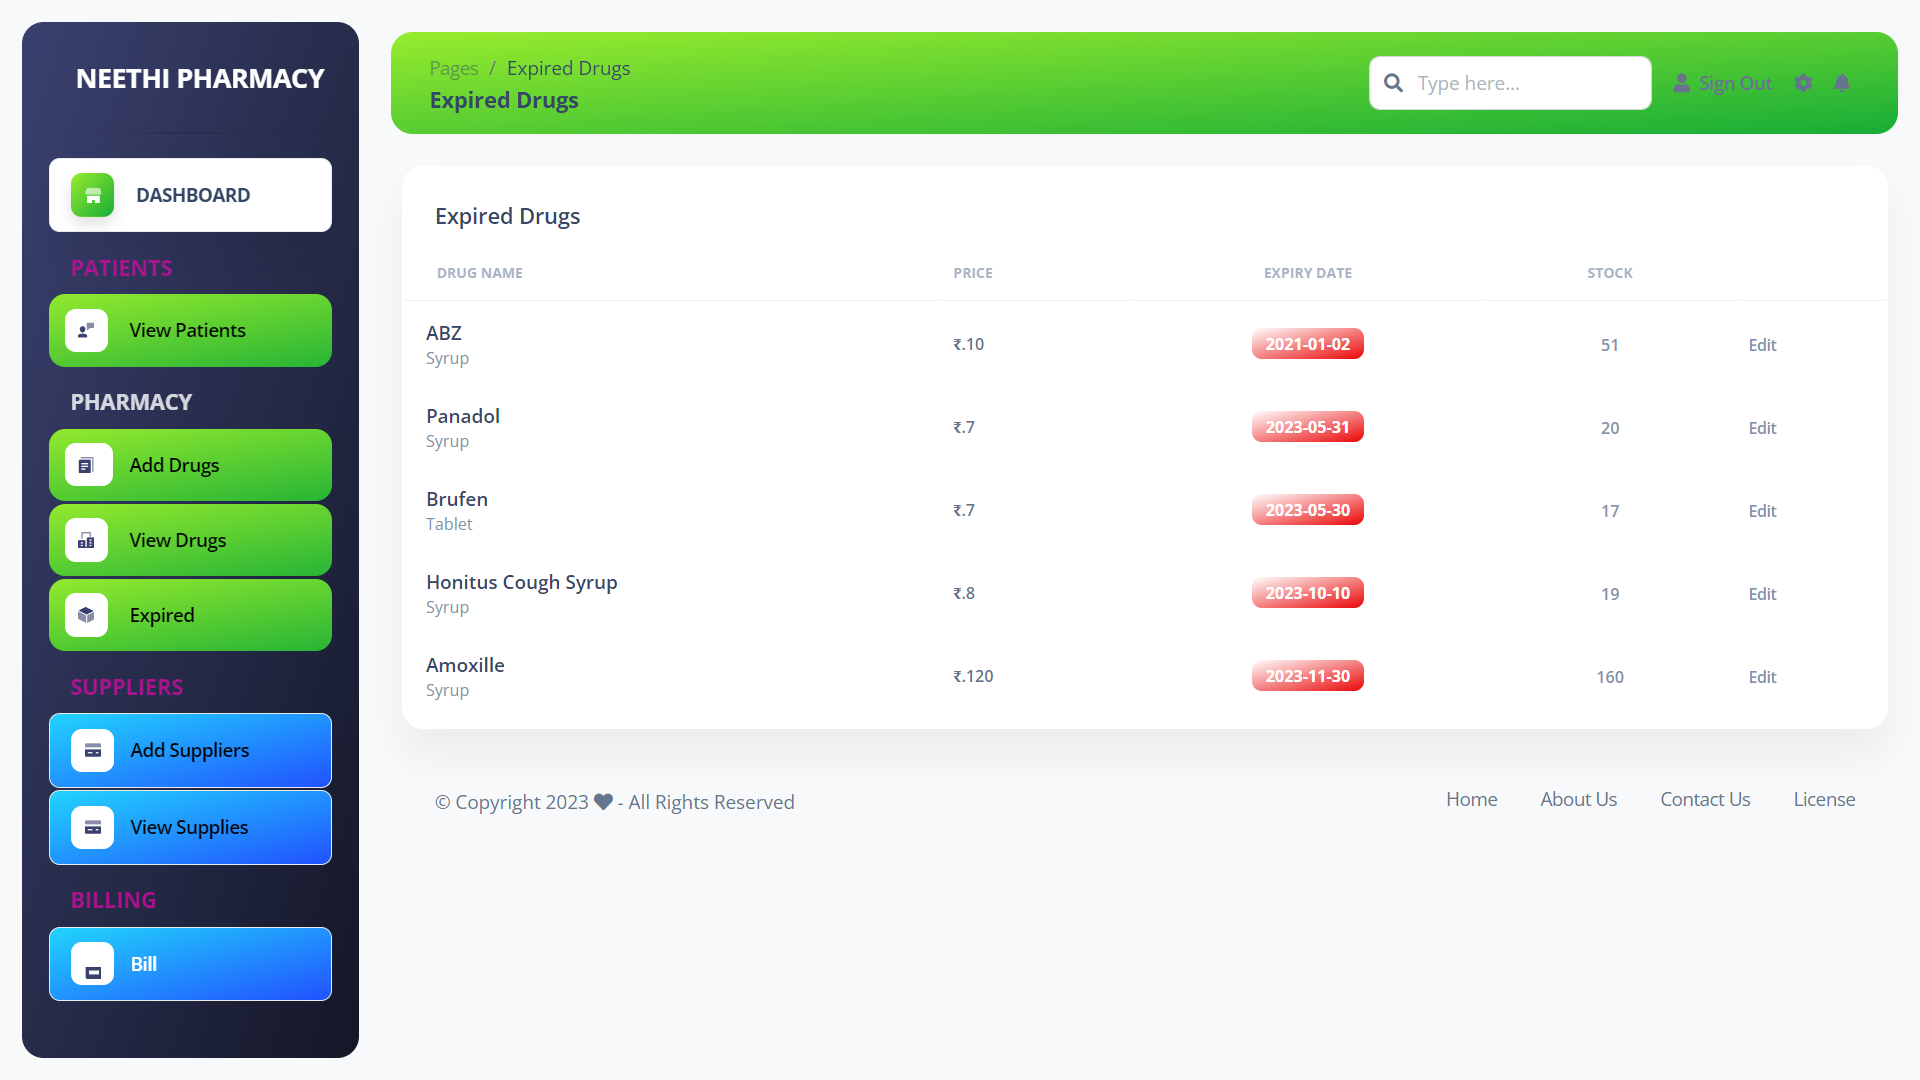 NEETHI PHARMACY
DASHBOARD
PATIENTS
View Patients
PHARMACY
Add Drugs
View Drugs
Expired
SUPPLIERS
Add Suppliers
View Supplies
BILLING
Bill
Pages / Expired Drugs
Expired Drugs
Type here...
Sign Out
Expired Drugs
DRUG NAME PRICE EXPIRY DATE STOCK
ABZ
Syrup
₹.10 2021-01-02 51 Edit
Panadol
Syrup
₹.7 2023-05-31 20 Edit
Brufen
Tablet
₹.7 2023-05-30 17 Edit
Honitus Cough Syrup
Syrup
₹.8 2023-10-10 19 Edit
Amoxille
Syrup
₹.120 2023-11-30 160 Edit
© Copyright 2023 - All Rights Reserved
Home About Us Contact Us License